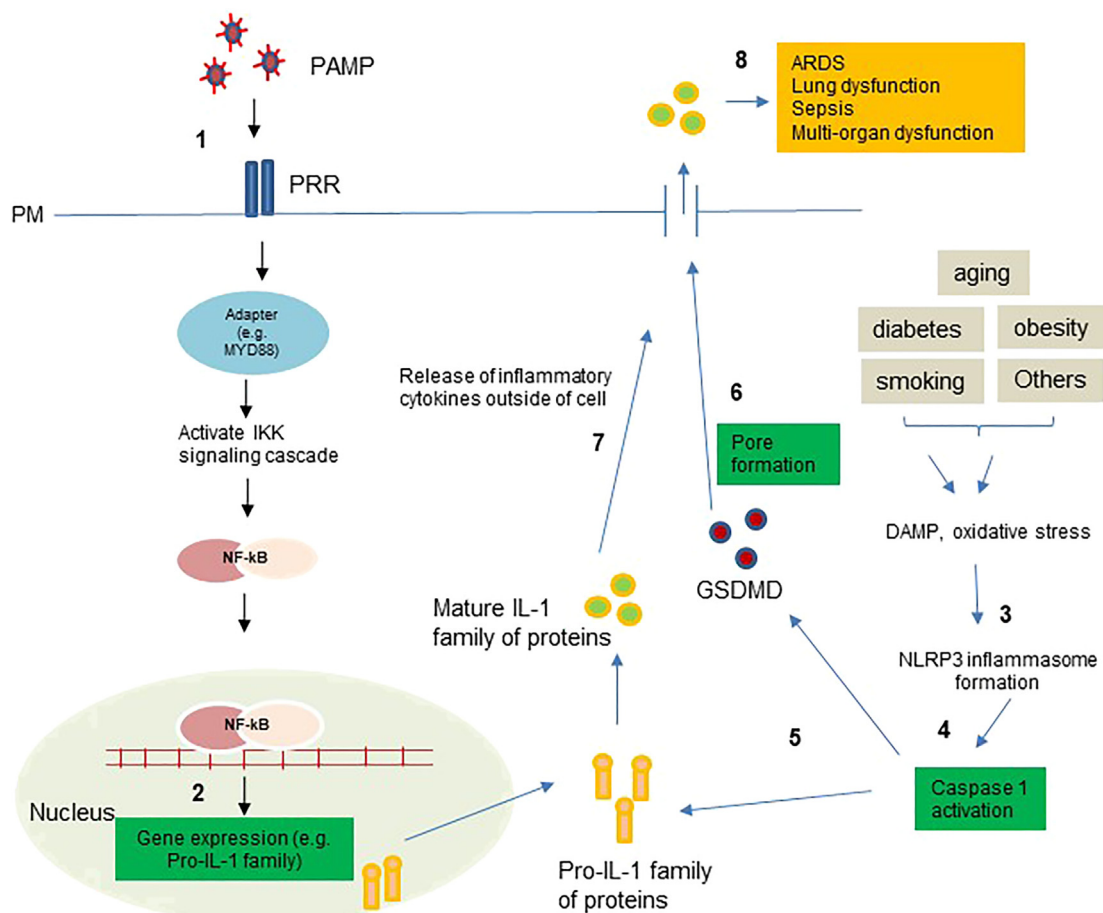 PAMP
1
PRR
PM
Adapter
(e.g.
MYD88)
Activate IKK
signaling cascade
NF-kB
NF-kB
2
Nucleus
Gene expression (e.g.
Pro-IL-1 family)
Pro-IL-1 family
of proteins
Mature IL-1
family of proteins
7
Release of inflammatory
cytokines outside of cell
8
ARDS
Lung dysfunction
Sepsis
Multi-organ dysfunction
6
Pore
formation
GSDMD
5
aging
diabetes
obesity
smoking
Others
DAMP, oxidative stress
3
NLRP3 inflammasome
formation
4
Caspase 1
activation